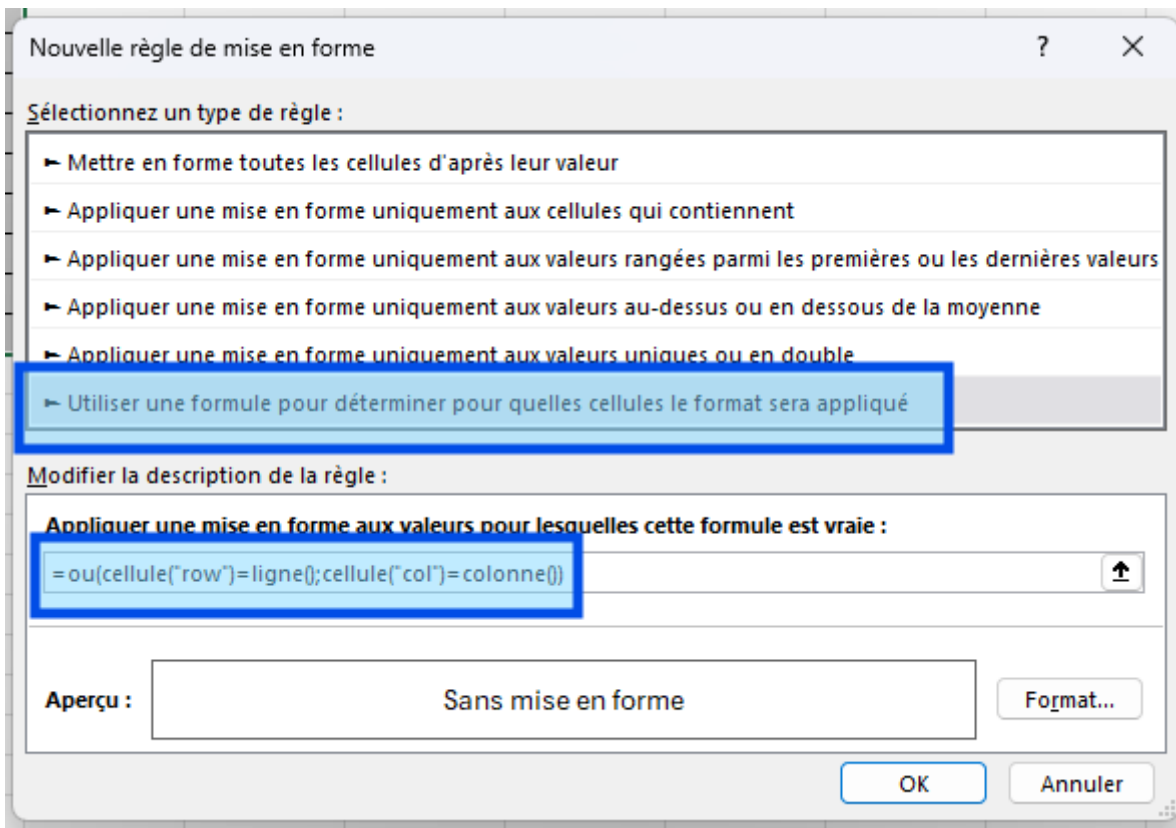 Nouvelle règle de mise en forme ? ×
Sélectionnez un type de règle :
► Mettre en forme toutes les cellules d'après leur valeur
► Appliquer une mise en forme uniquement aux cellules qui contiennent
► Appliquer une mise en forme uniquement aux valeurs rangées parmi les premières ou les dernières valeurs
► Appliquer une mise en forme uniquement aux valeurs au-dessus ou en dessous de la moyenne
► Appliquer une mise en forme uniquement aux valeurs uniques ou en double
► Utiliser une formule pour déterminer pour quelles cellules le format sera appliqué
Modifier la description de la règle :
Appliquer une mise en forme aux valeurs pour lesquelles cette formule est vraie :
=ou(cellule("row")=ligne();cellule("col")=colonne())
Aperçu : Sans mise en forme Format...
OK Annuler